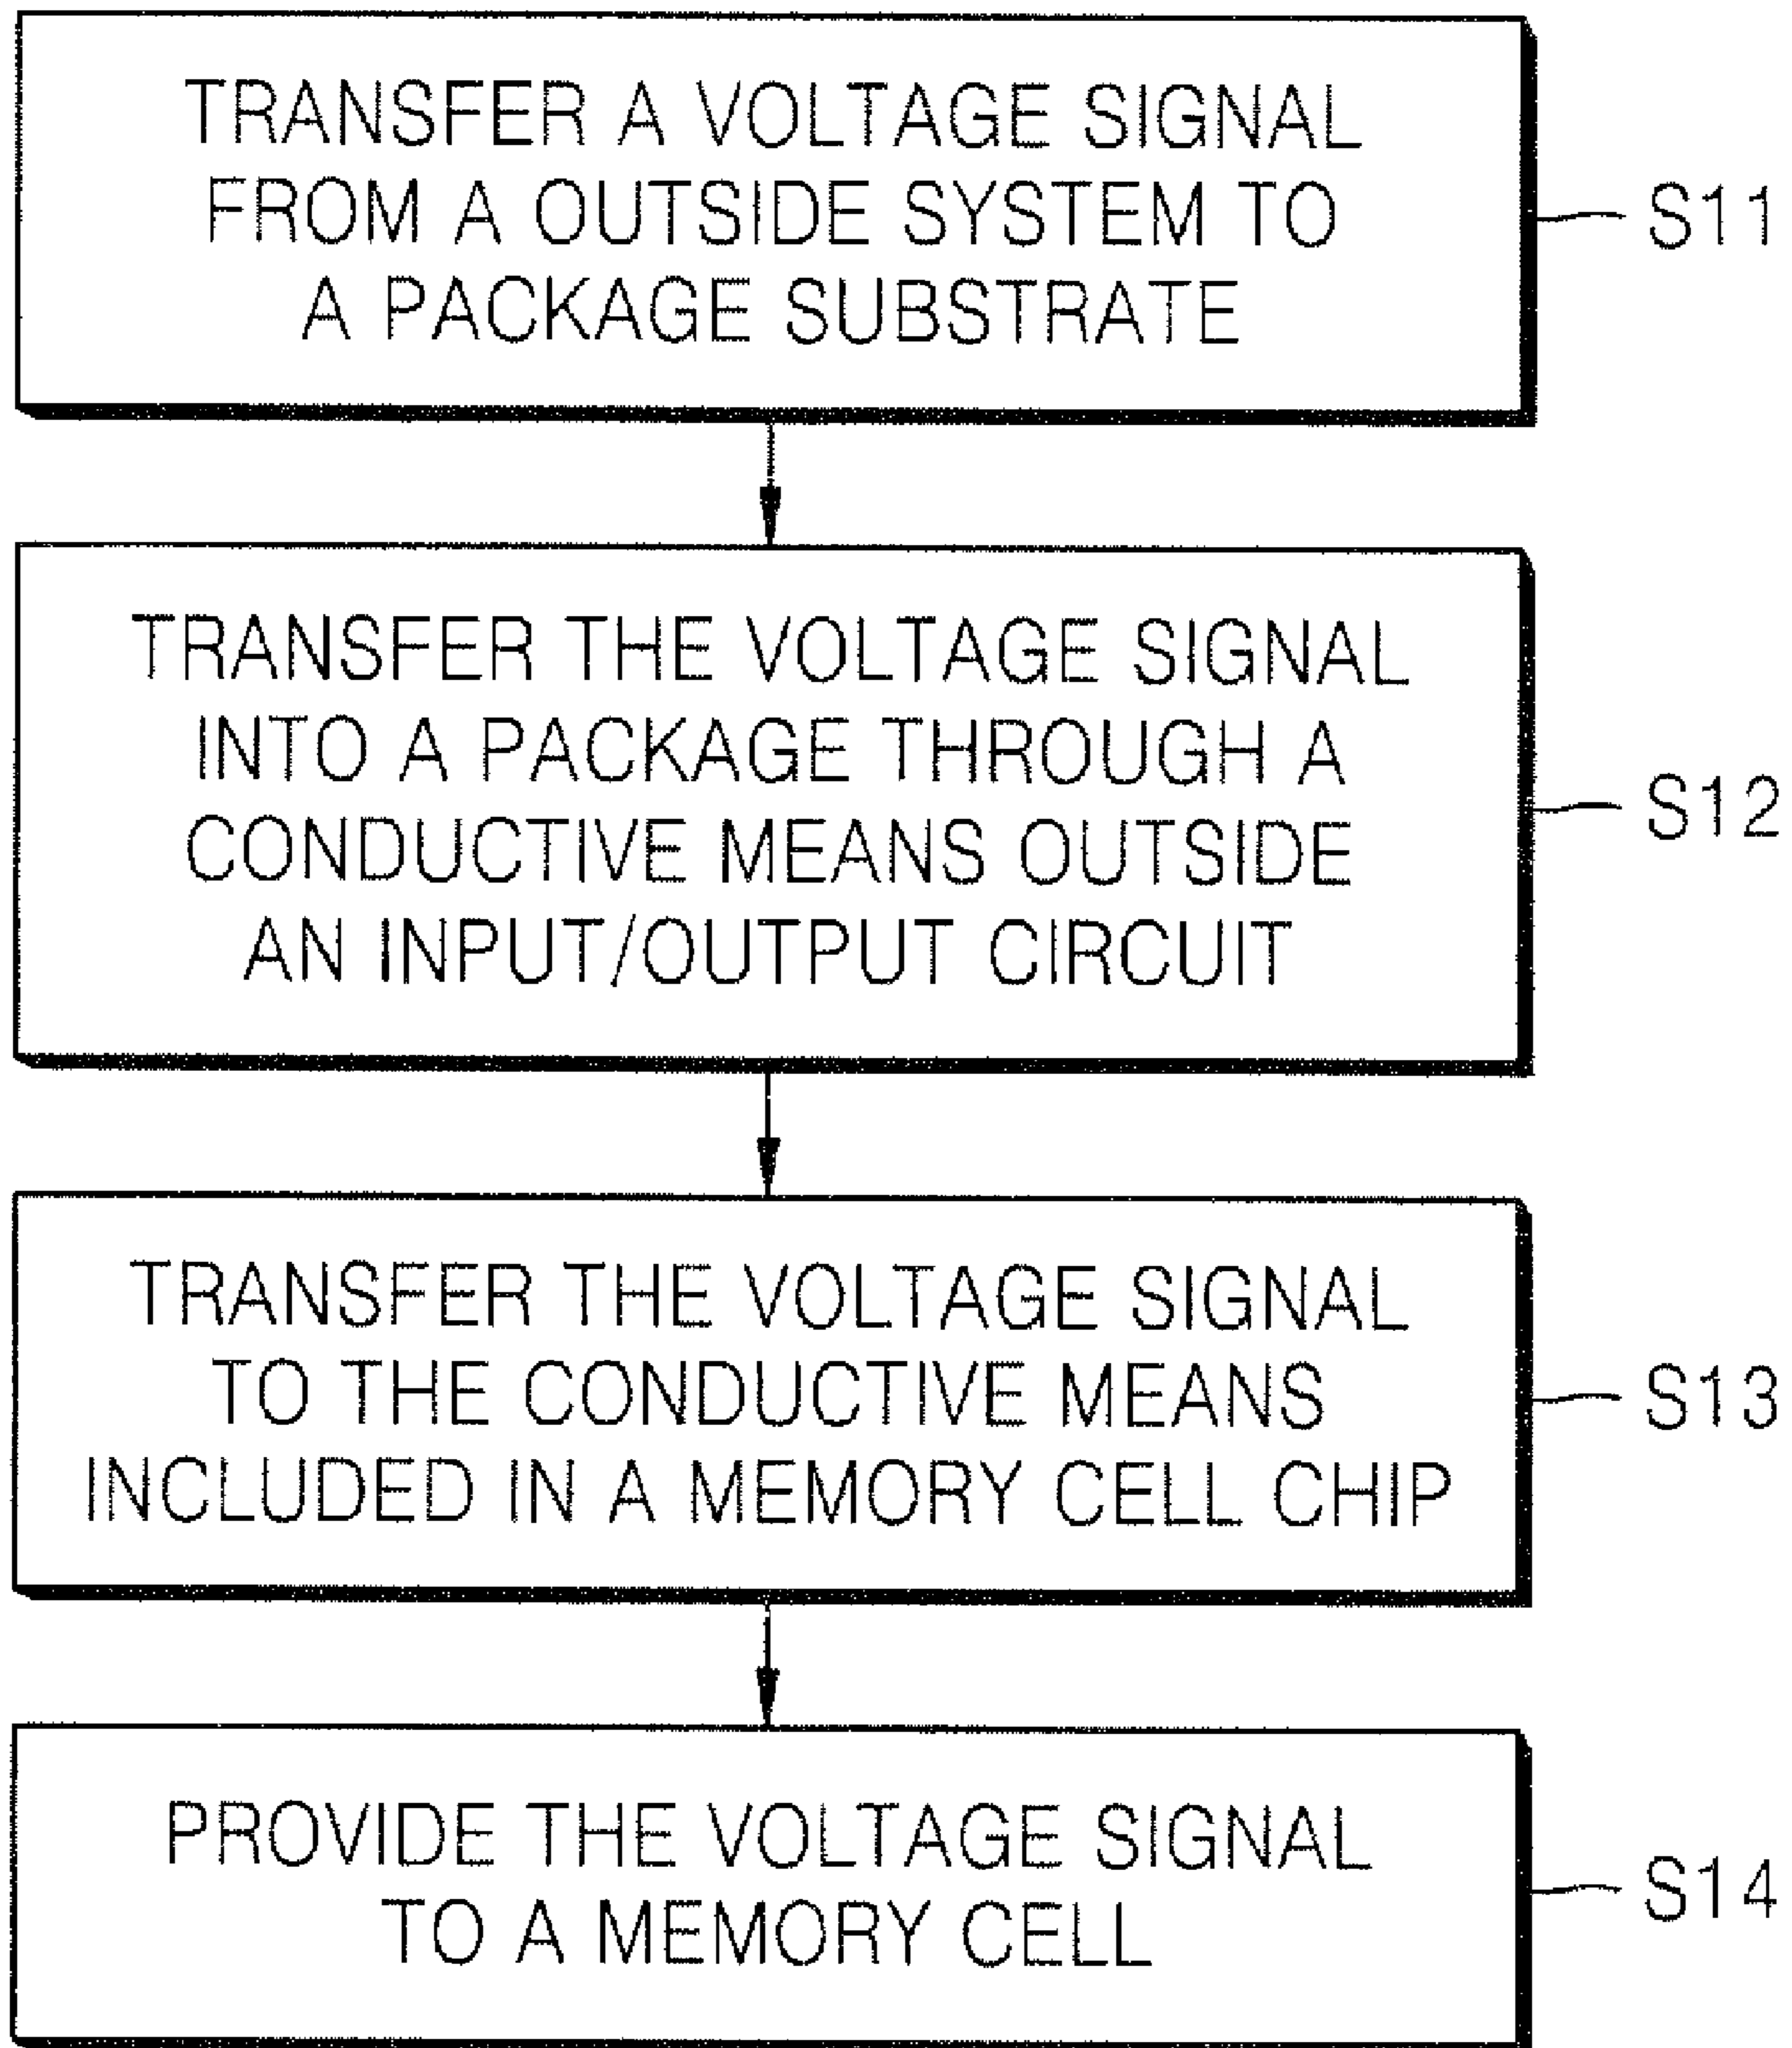 TRANSFER A VOLTAGE SIGNAL
FROM A OUTSIDE SYSTEM TO
A PACKAGE SUBSTRATE
S11
TRANSFER THE VOLTAGE SIGNAL
INTO A PACKAGE THROUGH A
CONDUCTIVE MEANS OUTSIDE
AN INPUT/OUTPUT CIRCUIT
S12
TRANSFER THE VOLTAGE SIGNAL
TO THE CONDUCTIVE MEANS
INCLUDED IN A MEMORY CELL CHIP
S13
PROVIDE THE VOLTAGE SIGNAL
TO A MEMORY CELL
S14